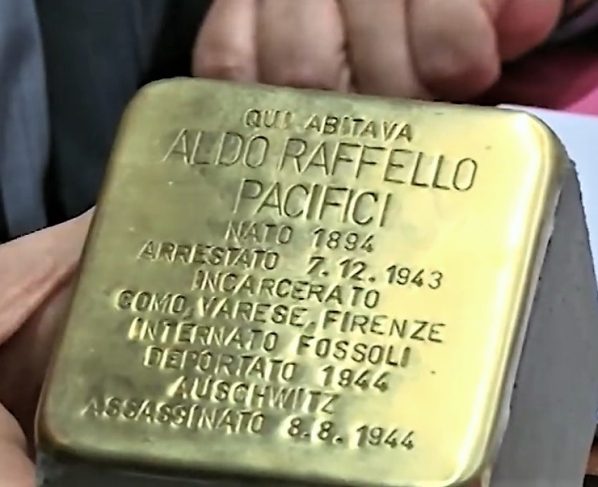 QUI ABITAVA
ALDO RAFFELLO
PACIFICI
NATO 1894
ARRESTATO 7.12.1943
INCARCERATO
COMO, VARESE, FIRENZE
INTERNATO FOSSOLI
DEPORTATO 1944
AUSCHWITZ
ASSASSINATO 8.8.1944